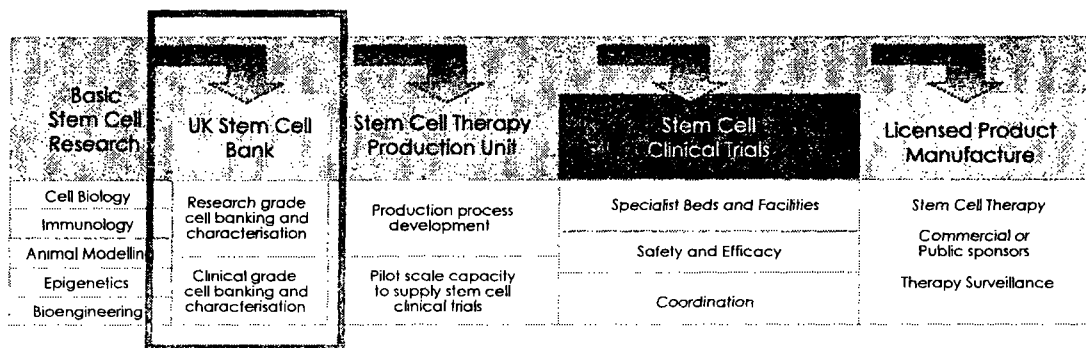 Basic
Stem Cell
Research
UK Stem Cell
Bank
Stem Cell Therapy
Production Unit
Stem Cell
Clinical Trials
Licensed Product
Manufacture
Cell Biology
Immunology
Animal Modellin
Epigenetics
Bioengineering
Research grade
cell banking and
characterisation
Clinical grade
cell banking and
characterisation
Production process
development
Pilot scale capacity
to supply stem cell
clinical trials
Specialist Beds and Facilities
Safety and Efficacy
Coordination
Stem Cell Therapy
Commercial or
Public sponsors
Therapy Surveillance